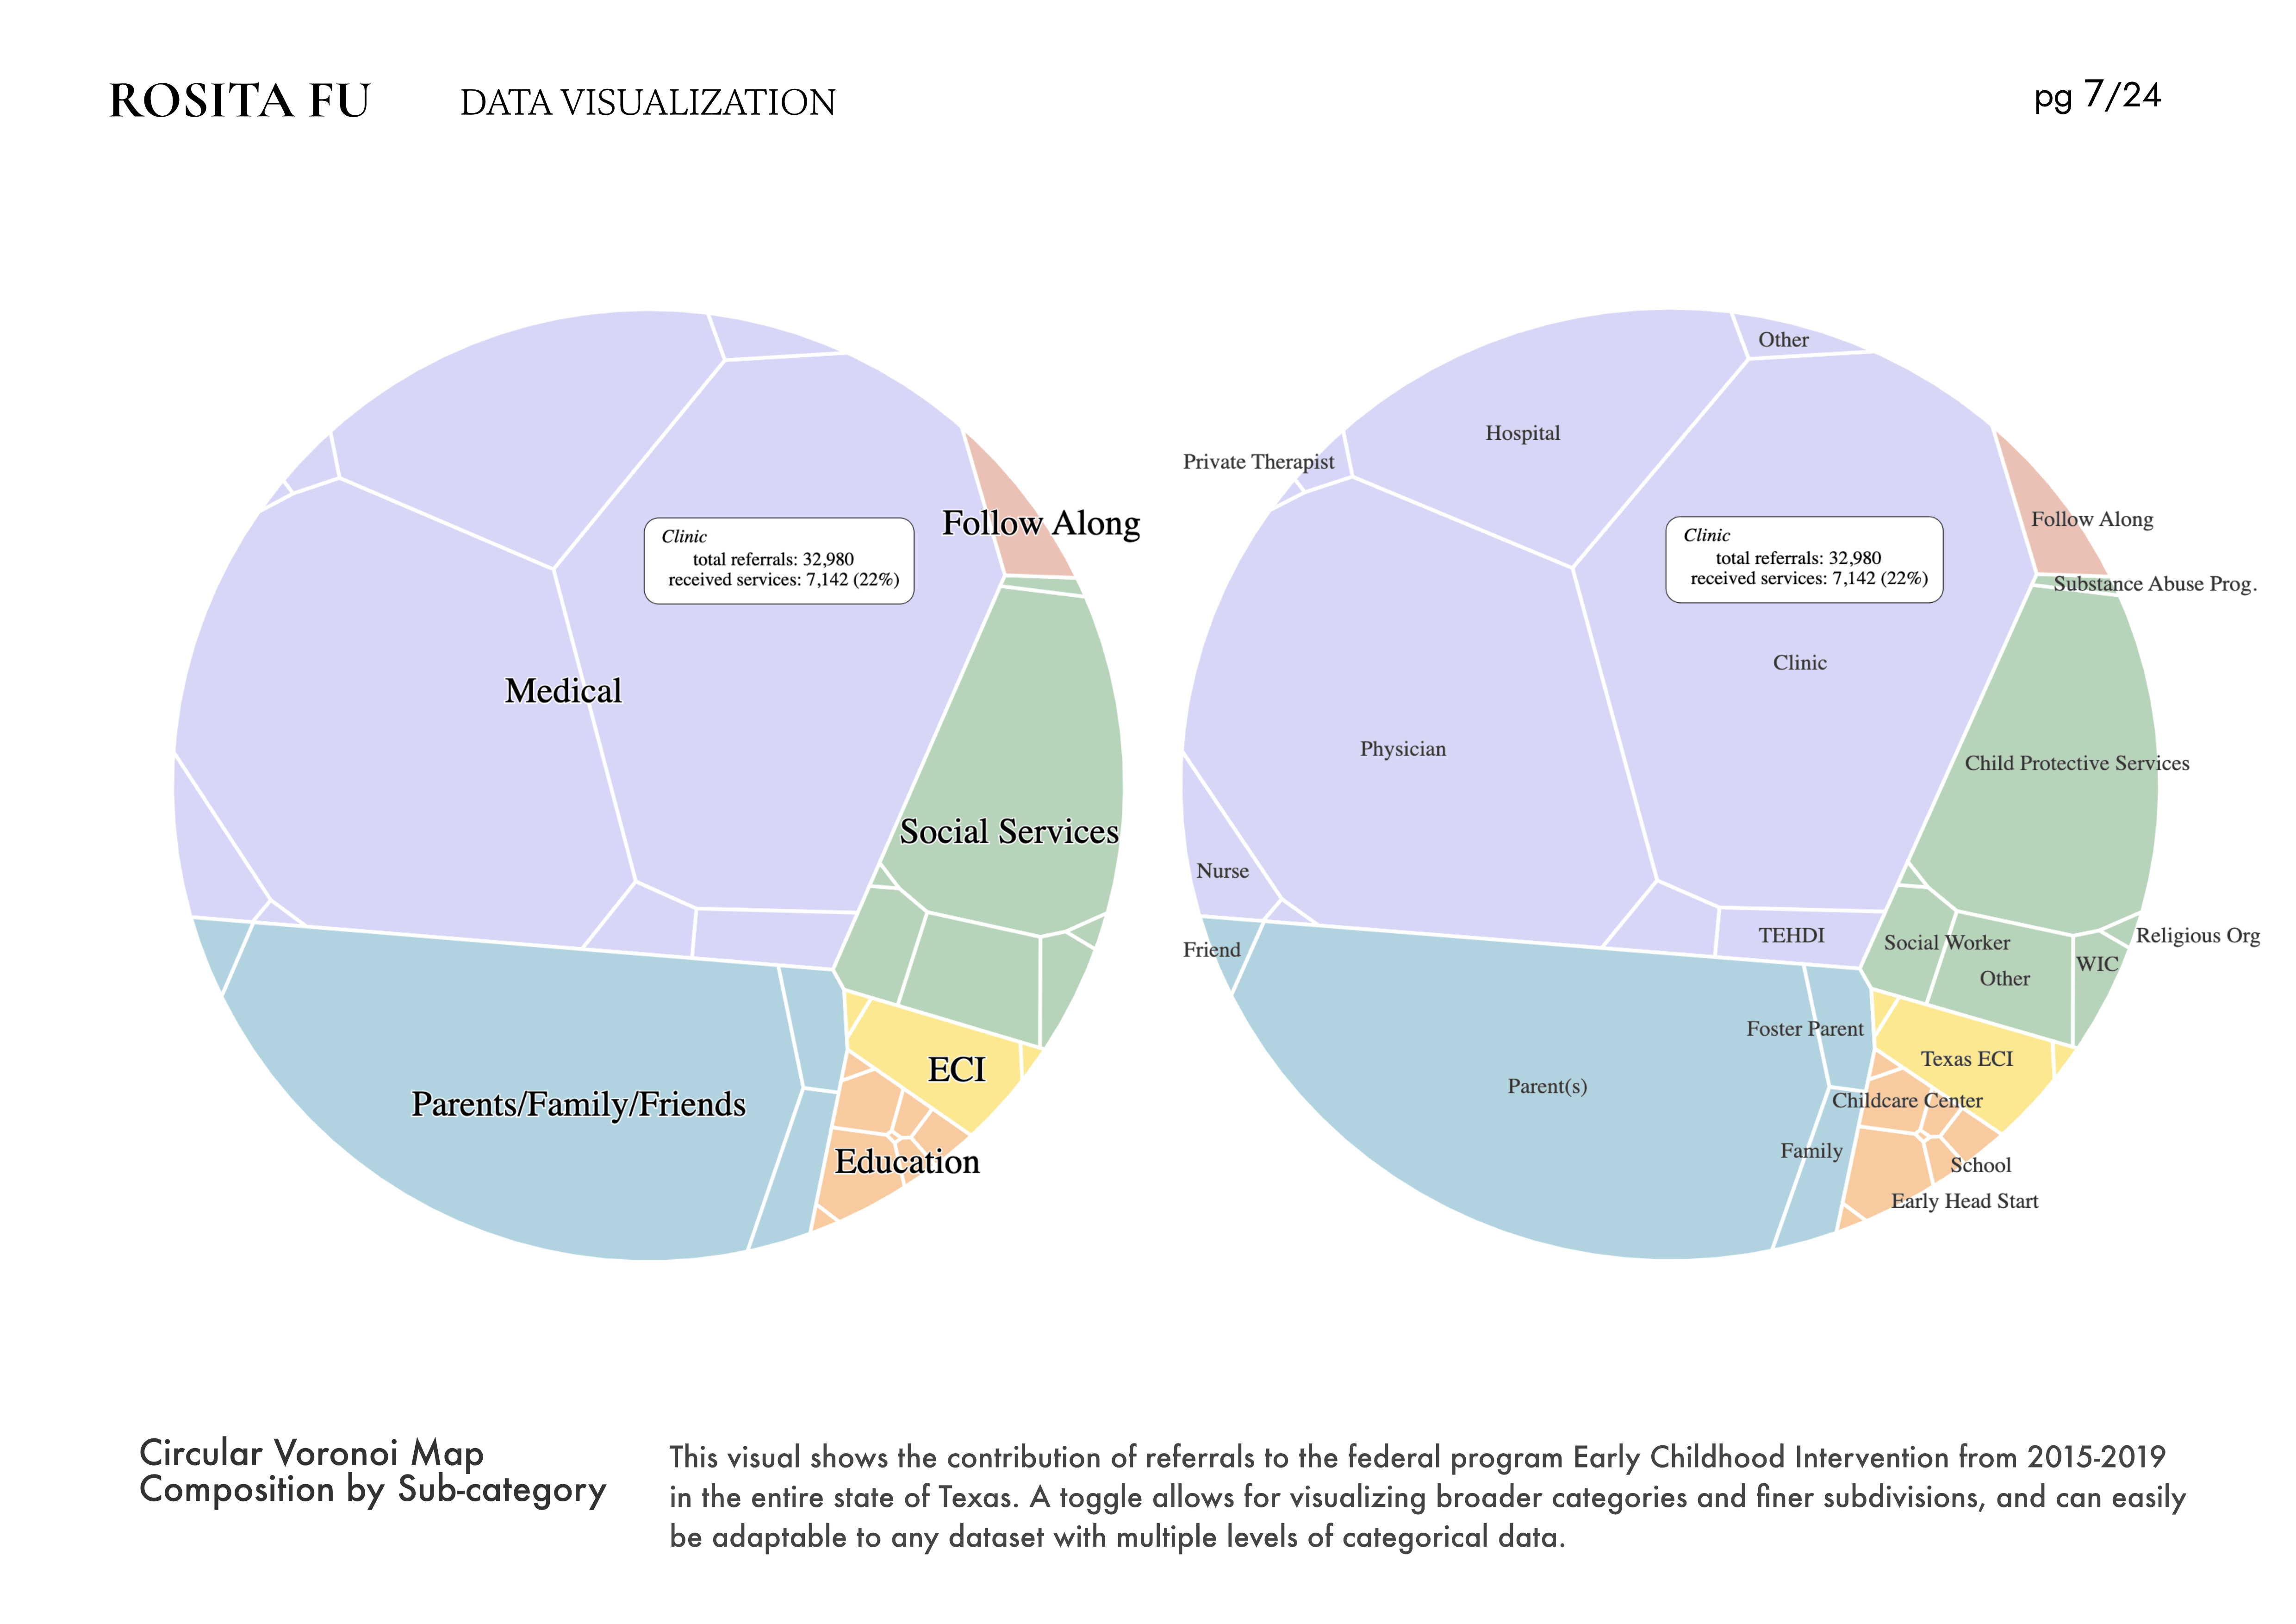 ROSITA FU
DATA VISUALIZATION
pg 7/24
Medical
Clinic
total referrals: 32,980
received services: 7,142 (22%)
Follow Along
Social Services
ECI
Parents/Family/Friends
Education
Other
Hospital
Private Therapist
Follow Along
Clinic
total referrals: 32,980
received services: 7,142 (22%)
Substance Abuse Prog.
Clinic
Physician
Child Protective Services
Nurse
TEHDI
Social Worker
Religious Org
Friend
WIC
Other
Foster Parent
Texas ECI
Parent(s)
Childcare Center
Family
School
Early Head Start
Circular Voronoi Map
Composition by Sub-category
This visual shows the contribution of referrals to the federal program Early Childhood Intervention from 2015-2019
in the entire state of Texas. A toggle allows for visualizing broader categories and finer subdivisions, and can easily
be adaptable to any dataset with multiple levels of categorical data.